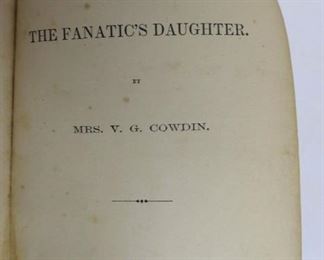 THE FANATIC'S DAUGHTER.
BY
MRS. V. G. COWDIN.